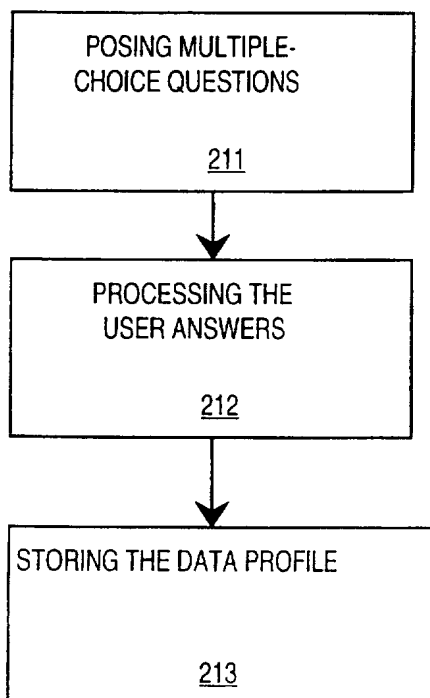 POSING MULTIPLE-
CHOICE QUESTIONS
211
PROCESSING THE
USER ANSWERS
212
STORING THE DATA PROFILE
213